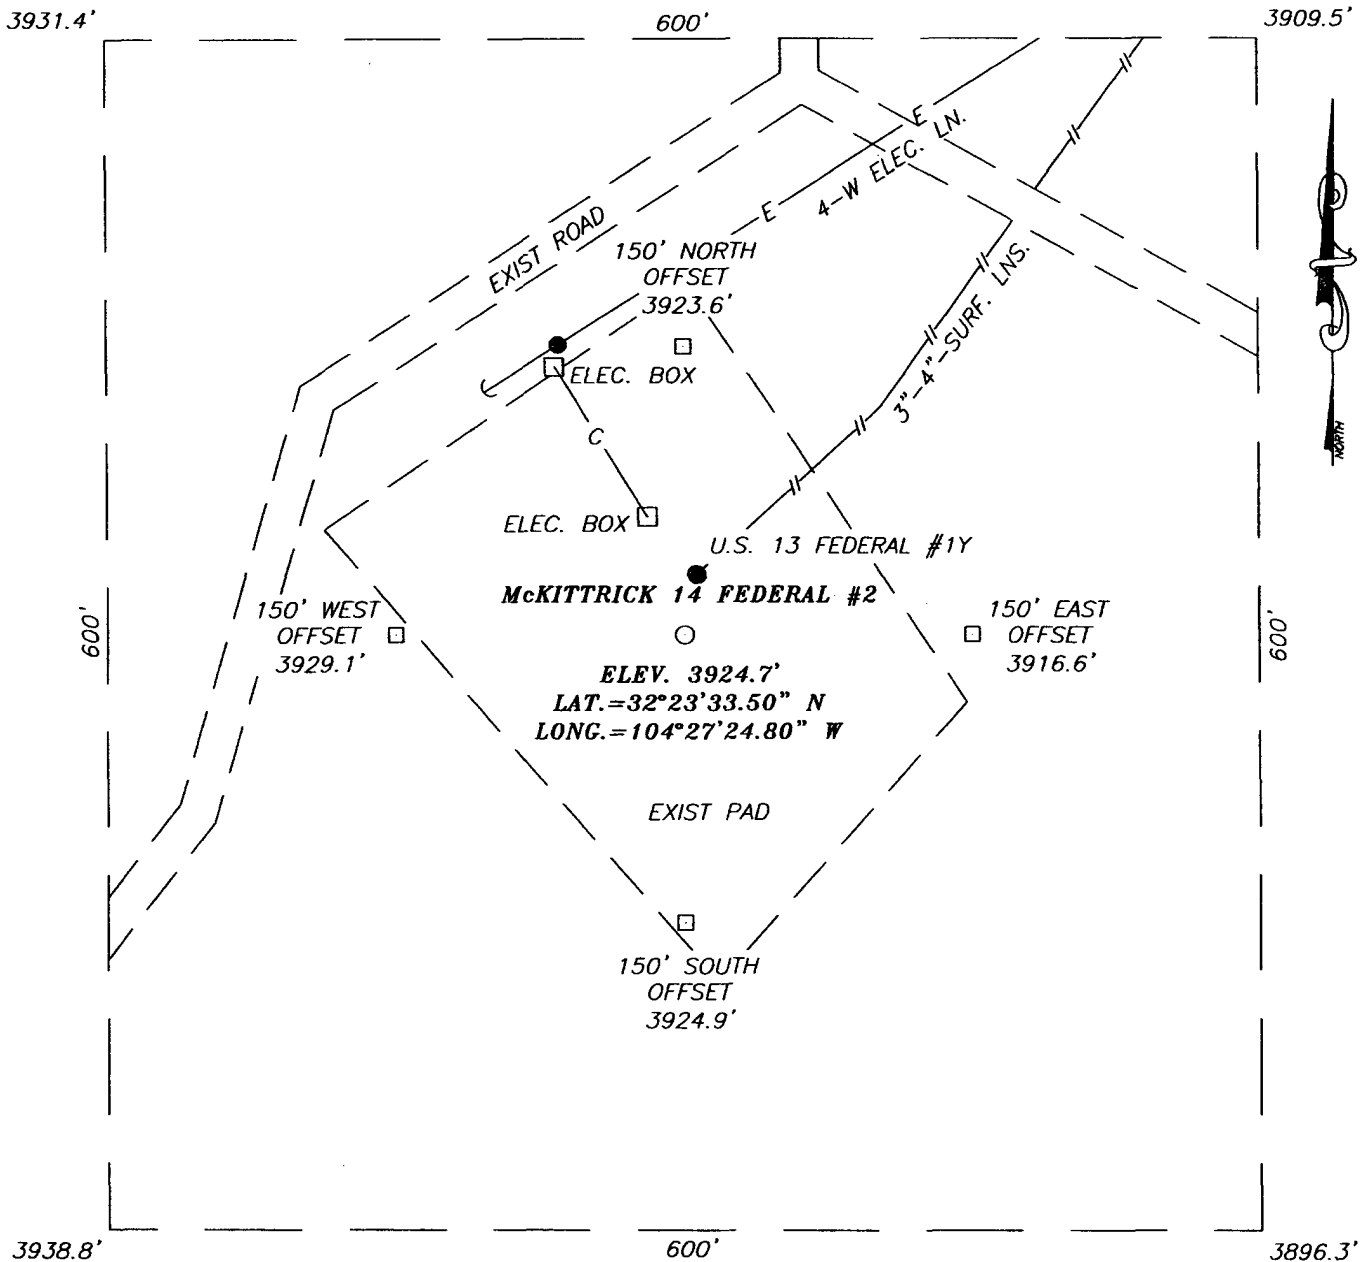 3931.4'
600'
3909.5'
E
4-W ELEC. LN.
E
EXIST ROAD
150' NORTH
OFFSET
3923.6'
3"-4"-SURF. LNS.
NORTH
ELEC. BOX
C
ELEC. BOX
U.S. 13 FEDERAL #1Y
McKITTRICK 14 FEDERAL #2
150' WEST
OFFSET
3929.1'
150' EAST
OFFSET
3916.6'
600'
600'
ELEV. 3924.7'
LAT.=32°23'33.50" N
LONG.=104°27'24.80" W
EXIST PAD
150' SOUTH
OFFSET
3924.9'
3938.8'
600'
3896.3'